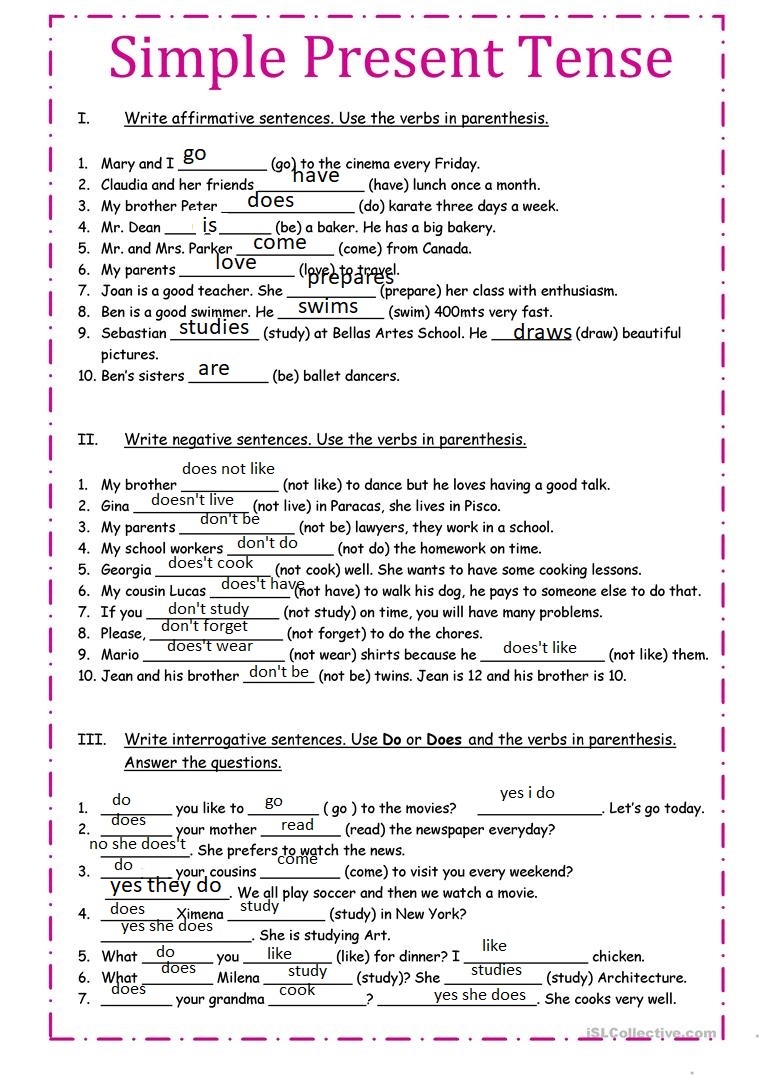 Simple Present Tense
I. Write affirmative sentences. Use the verbs in parenthesis.
1. Mary and I go (go) to the cinema every Friday.
2. Claudia and her friends have (have) lunch once a month.
3. My brother Peter does (do) karate three days a week.
4. Mr. Dean is (be) a baker. He has a big bakery.
5. Mr. and Mrs. Parker come (come) from Canada.
6. My parents love (love) to travel.
7. Joan is a good teacher. She prepares (prepare) her class with enthusiasm.
8. Ben is a good swimmer. He swims (swim) 400mts very fast.
9. Sebastian studies (study) at Bellas Artes School. He draws (draw) beautiful
pictures.
10. Ben's sisters are (be) ballet dancers.
II. Write negative sentences. Use the verbs in parenthesis.
1. My brother does not like (not like) to dance but he loves having a good talk.
2. Gina doesn't live (not live) in Paracas, she lives in Pisco.
3. My parents don't be (not be) lawyers, they work in a school.
4. My school workers don't do (not do) the homework on time.
5. Georgia does't cook (not cook) well. She wants to have some cooking lessons.
6. My cousin Lucas does't have (not have) to walk his dog, he pays to someone else to do that.
7. If you don't study (not study) on time, you will have many problems.
8. Please, don't forget (not forget) to do the chores.
9. Mario does't wear (not wear) shirts because he does't like (not like) them.
10. Jean and his brother don't be (not be) twins. Jean is 12 and his brother is 10.
III. Write interrogative sentences. Use Do or Does and the verbs in parenthesis.
Answer the questions.
1. do you like to go ( go ) to the movies? yes i do. Let's go today.
2. does your mother read (read) the newspaper everyday?
no she does't. She prefers to watch the news.
3. do your cousins come (come) to visit you every weekend?
yes they do. We all play soccer and then we watch a movie.
4. does Ximena study (study) in New York?
yes she does. She is studying Art.
5. What do you like (like) for dinner? I like chicken.
6. What does Milena study (study)? She studies (study) Architecture.
7. does your grandma cook ? yes she does. She cooks very well.
iSLCollective.com